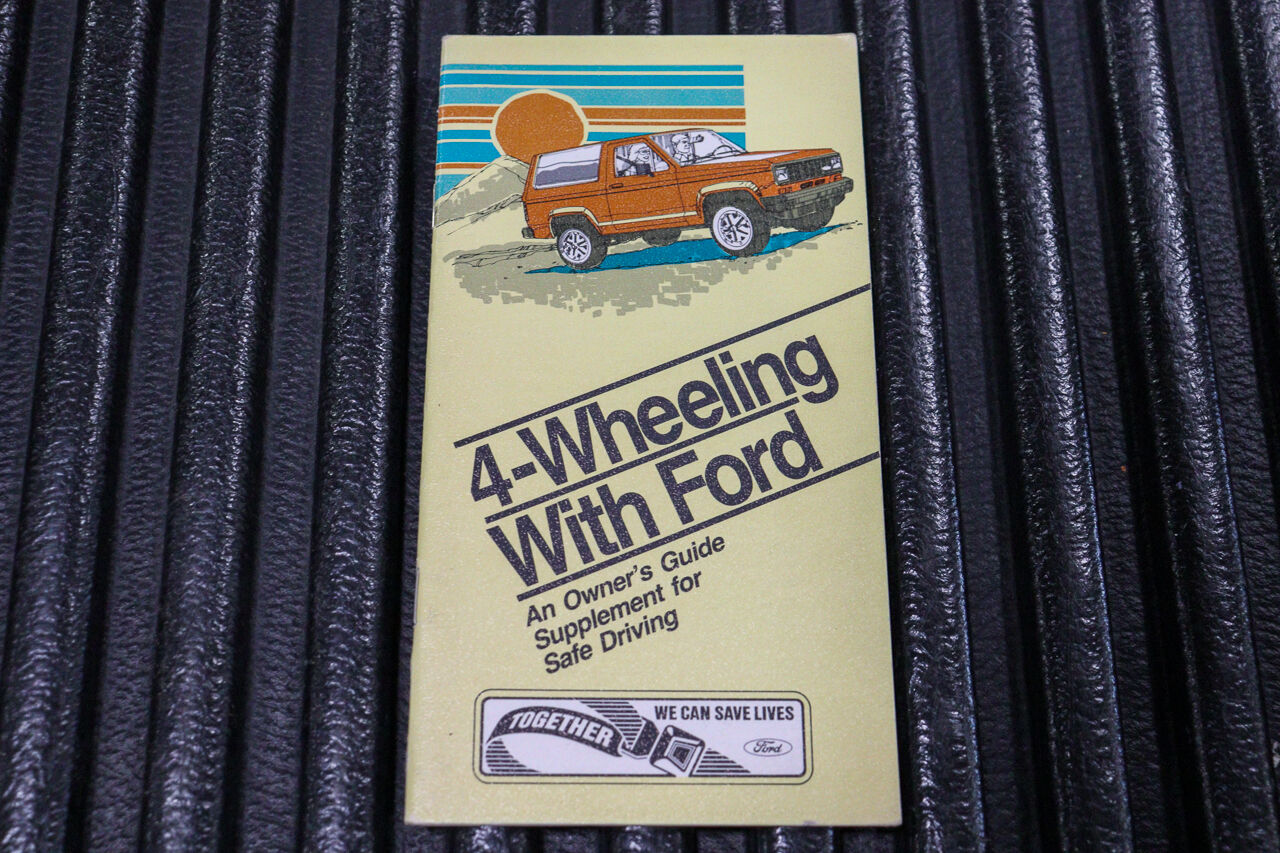 4-Wheeling
With Ford
An Owner's Guide
Supplement for
Safe Driving
TOGETHER
WE CAN SAVE LIVES
Ford